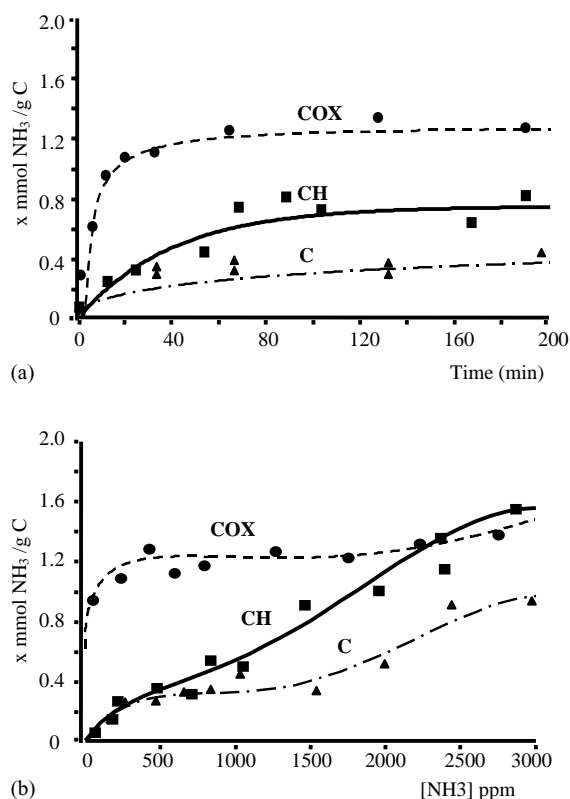 2.0
1.6
COX
1.2
CH
0.8
C
0.4
0
0 40 80 120 160 200
x mmol NH₃ /g C
(a) Time (min)
2.0
1.6
COX
1.2
CH
0.8
C
0.4
0
0 500 1000 1500 2000 2500 3000
x mmol NH₃ /g C
(b) [NH3] ppm